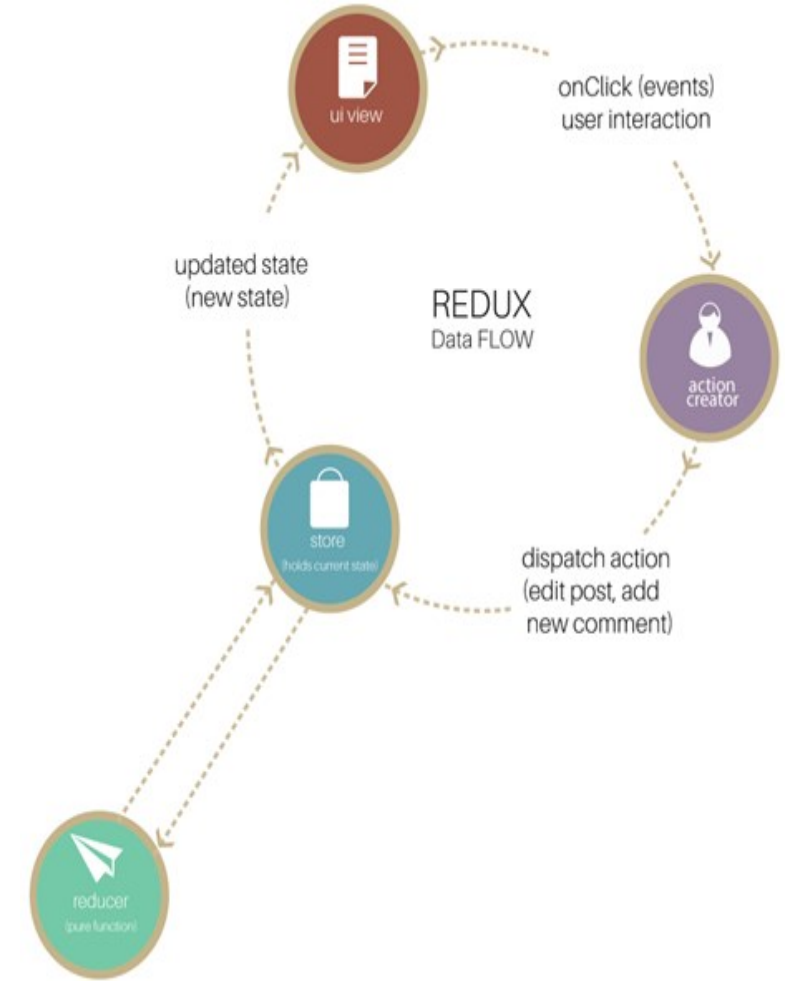 ui view
onClick (events)
user interaction
updated state
(new state)
REDUX
Data FLOW
action
creator
store
(holds current state)
dispatch action
(edit post, add
new comment)
reducer
(pure function)